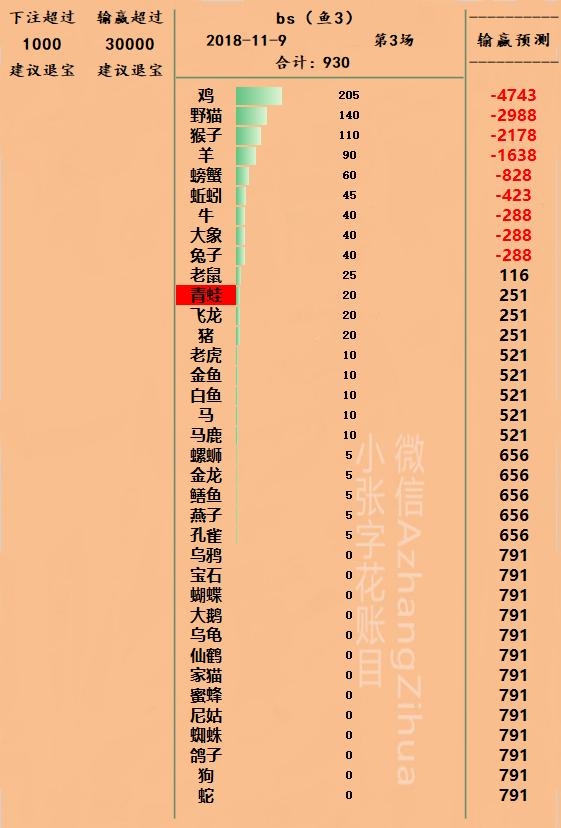 下注超过 输赢超过
1000 30000
建议退宝 建议退宝
bs（鱼3）
2018-11-9 第3场
合计：930
----------
输赢预测
----------
鸡 205 -4743
野猫 140 -2988
猴子 110 -2178
羊 90 -1638
螃蟹 60 -828
蚯蚓 45 -423
牛 40 -288
大象 40 -288
兔子 40 -288
老鼠 25 116
青蛙 20 251
飞龙 20 251
猪 20 251
老虎 10 521
金鱼 10 521
白鱼 10 521
马 10 521
马鹿 10 521
螺蛳 5 656
金龙 5 656
鳝鱼 5 656
燕子 5 656
孔雀 5 656
乌鸦 0 791
宝石 0 791
蝴蝶 0 791
大鹅 0 791
乌龟 0 791
仙鹤 0 791
家猫 0 791
蜜蜂 0 791
尼姑 0 791
蜘蛛 0 791
鸽子 0 791
狗 0 791
蛇 0 791
微信AzhangZihua
小张字花账目